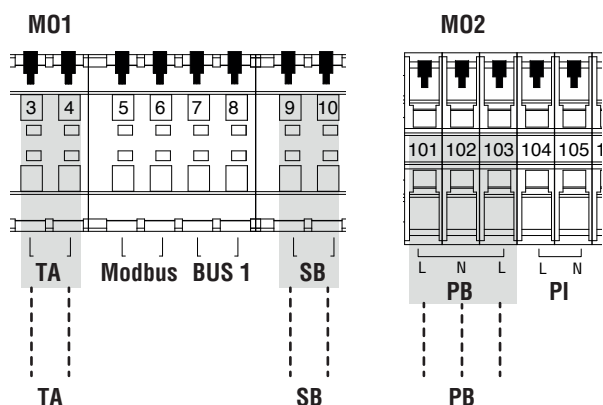 MO1 MO2
3 4 5 6 7 8 9 10
101 102 103 104 105
L N L L N
TA Modbus BUS 1 SB PB PI
TA SB PB